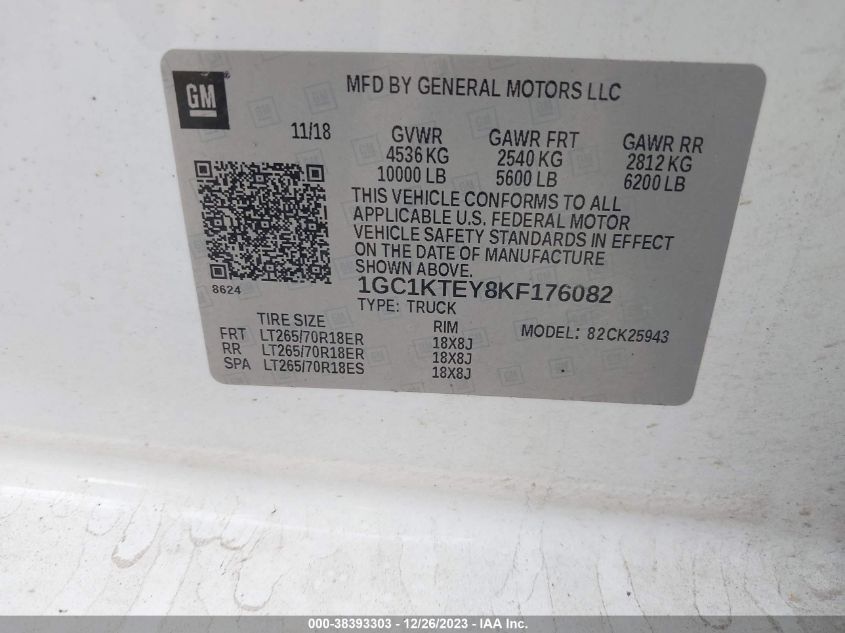 GM
MFD BY GENERAL MOTORS LLC
11/18
GVWR GAWR FRT GAWR RR
4536 KG 2540 KG 2812 KG
10000 LB 5600 LB 6200 LB
THIS VEHICLE CONFORMS TO ALL
APPLICABLE U.S. FEDERAL MOTOR
VEHICLE SAFETY STANDARDS IN EFFECT
ON THE DATE OF MANUFACTURE
SHOWN ABOVE.
8624
1GC1KTEY8KF176082
TYPE: TRUCK
TIRE SIZE RIM MODEL: 82CK25943
FRT LT265/70R18ER 18X8J
RR LT265/70R18ER 18X8J
SPA LT265/70R18ES 18X8J
000-38393303 - 12/26/2023 - IAA Inc.